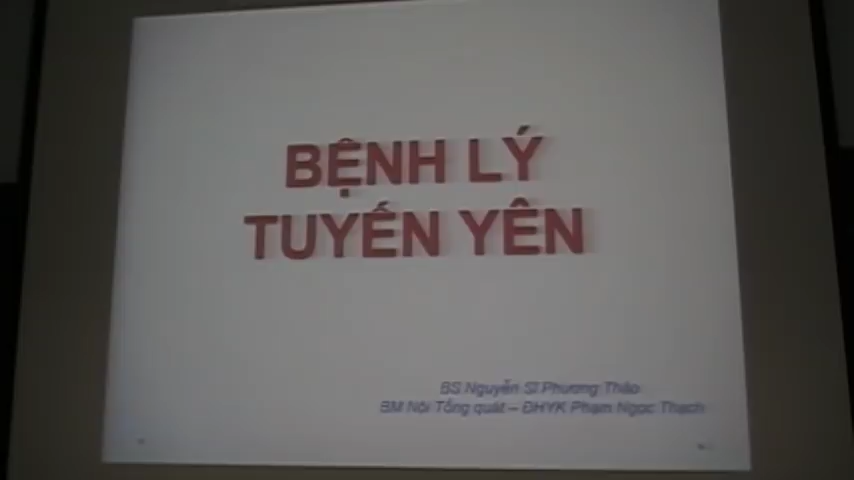 BỆNH LÝ
TUYẾN YÊN
BS Nguyễn Sĩ Phương Thảo
BM Nội Tổng quát – ĐHYK Phạm Ngọc Thạch